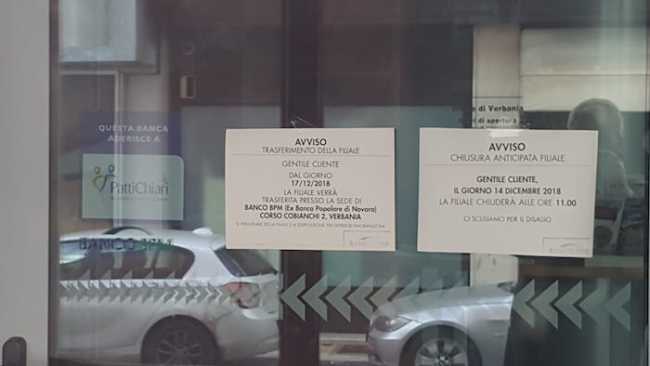 QUESTA BANCA
ADERISCE A
PattiChiari
AVVISO
TRASFERIMENTO DELLA FILIALE
GENTILE CLIENTE
DAL GIORNO
17/12/2018
LA FILIALE VERRÀ
TRASFERITA PRESSO LA SEDE DI
BANCO BPM (Ex Banca Popolare di Novara)
CORSO COBIANCHI 2, VERBANIA
di Verbania
di apertura
AVVISO
CHIUSURA ANTICIPATA FILIALE
GENTILE CLIENTE,
IL GIORNO 14 DICEMBRE 2018
LA FILIALE CHIUDERÀ ALLE ORE 11.00
CI SCUSIAMO PER IL DISAGIO